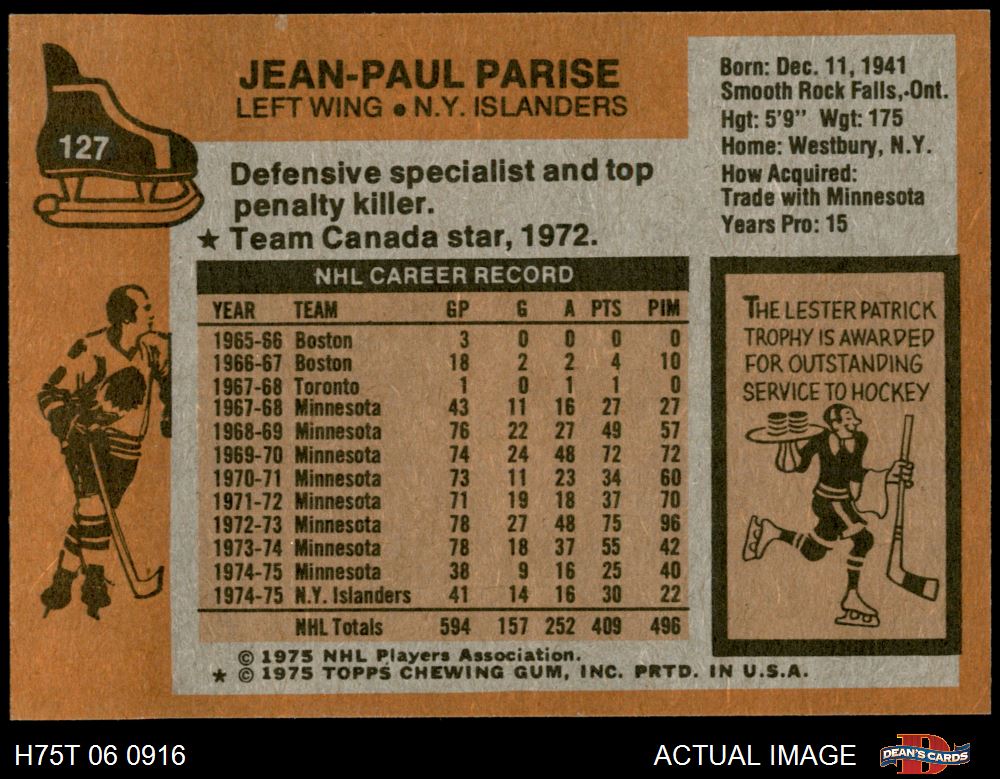 127
JEAN-PAUL PARISE
LEFT WING ● N.Y. ISLANDERS
Born: Dec. 11, 1941
Smooth Rock Falls,.Ont.
Hgt: 5'9" Wgt: 175
Home: Westbury, N.Y.
How Acquired:
Trade with Minnesota
Years Pro: 15
Defensive specialist and top
penalty killer.
★ Team Canada star, 1972.
NHL CAREER RECORD
YEAR TEAM GP G A PTS PIM
1965-66 Boston 3 0 0 0 0
1966-67 Boston 18 2 2 4 10
1967-68 Toronto 1 0 1 1 0
1967-68 Minnesota 43 11 16 27 27
1968-69 Minnesota 76 22 27 49 57
1969-70 Minnesota 74 24 48 72 72
1970-71 Minnesota 73 11 23 34 60
1971-72 Minnesota 71 19 18 37 70
1972-73 Minnesota 78 27 48 75 96
1973-74 Minnesota 78 18 37 55 42
1974-75 Minnesota 38 9 16 25 40
1974-75 N.Y. Islanders 41 14 16 30 22
NHL Totals 594 157 252 409 496
THE LESTER PATRICK
TROPHY IS AWARDED
FOR OUTSTANDING
SERVICE TO HOCKEY
© 1975 NHL Players Association.
★ © 1975 TOPPS CHEWING GUM, INC. PRTD. IN U.S.A.
H75T 06 0916
ACTUAL IMAGE
DEAN'S CARDS